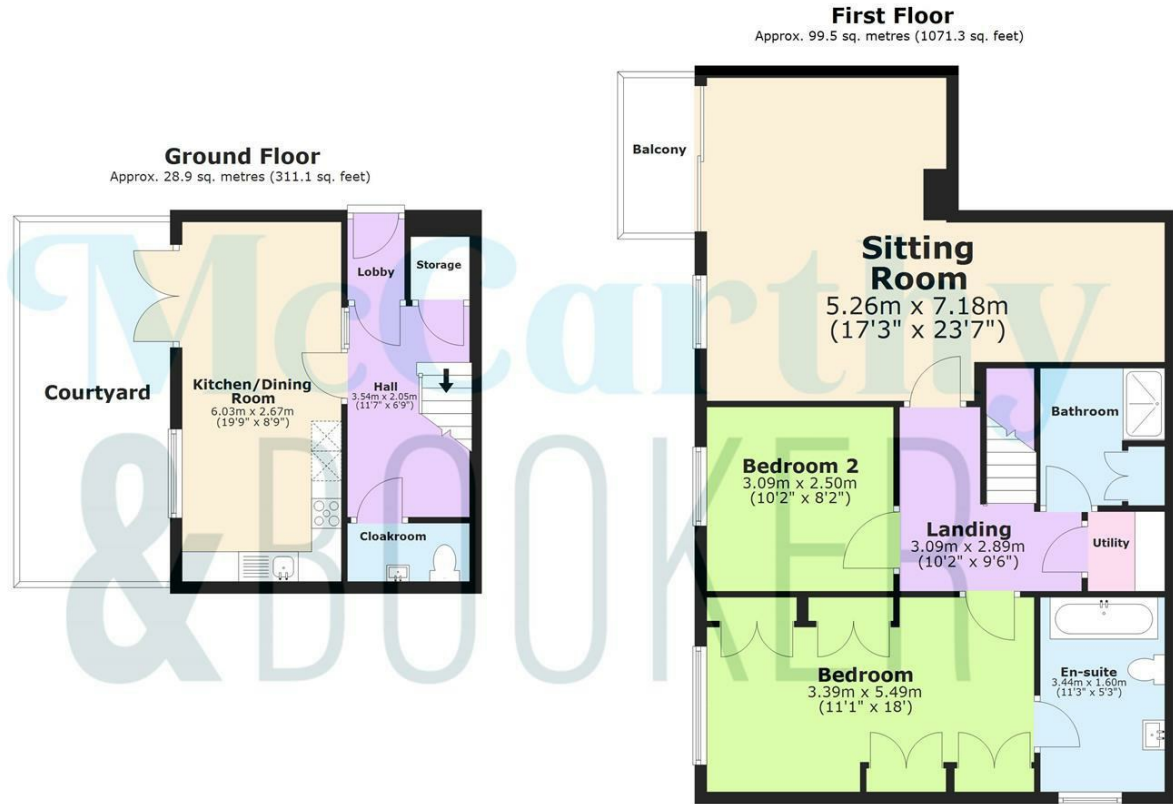 First Floor
Approx. 99.5 sq. metres (1071.3 sq. feet)
Ground Floor
Approx. 28.9 sq. metres (311.1 sq. feet)
Courtyard
Kitchen/Dining
Room
6.03m x 2.67m
(19'9" x 8'9")
Lobby
Storage
Hall
3.54m x 2.05m
(11'7" x 6'9")
Cloakroom
Balcony
Sitting
Room
5.26m x 7.18m
(17'3" x 23'7")
Bathroom
Bedroom 2
3.09m x 2.50m
(10'2" x 8'2")
Landing
3.09m x 2.89m
(10'2" x 9'6")
Utility
Bedroom
3.39m x 5.49m
(11'1" x 18')
En-suite
3.44m x 1.60m
(11'3" x 5'3")
McCarthy
&BOOKER